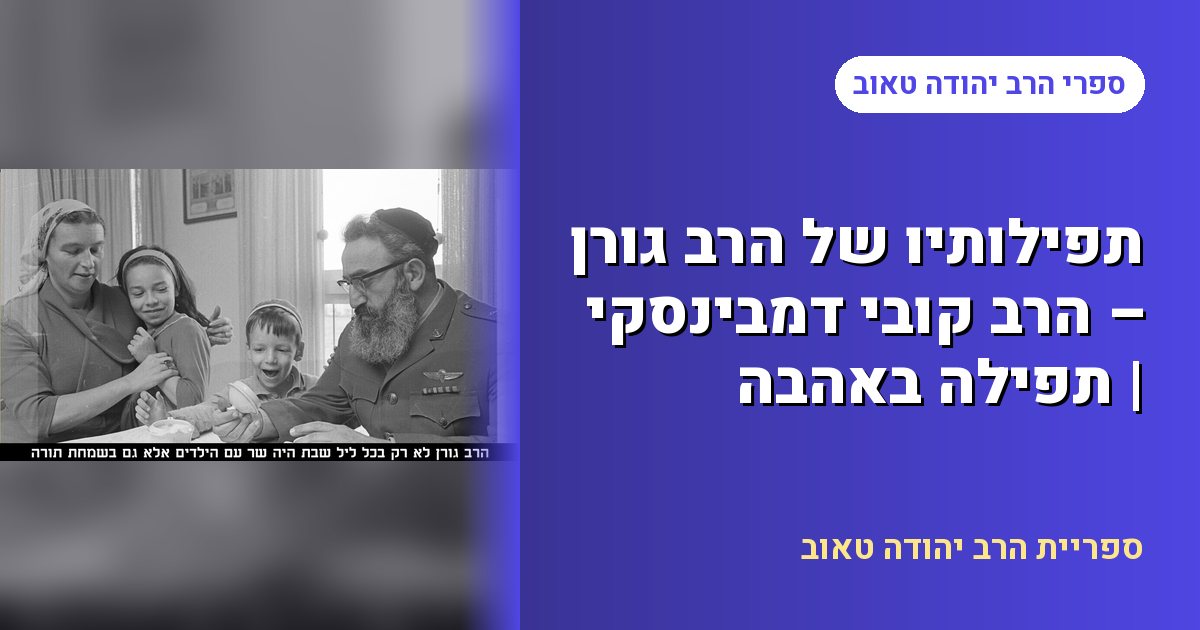 ספרי הרב יהודה טאוב
תפילותיו של הרב גורן
– הרב קובי דמבינסקי
| תפילה באהבה
הרב גורן לא רק בכל ליל שבת היה שר עם הילדים אלא גם בשמחת תורה
ספריית הרב יהודה טאוב